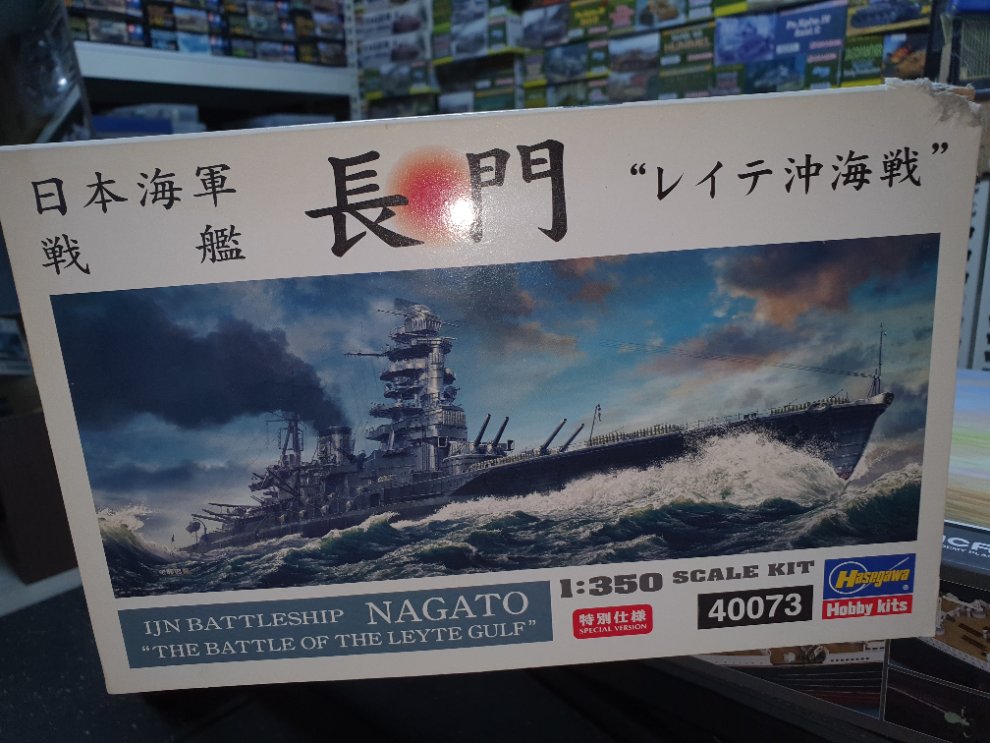 日本海軍
戦艦
長門
“レイテ沖海戦”
IJN BATTLESHIP NAGATO
“THE BATTLE OF THE LEYTE GULF”
1:350 SCALE KIT
特別仕様
SPECIAL VERSION
40073
Hasegawa
Hobby kits